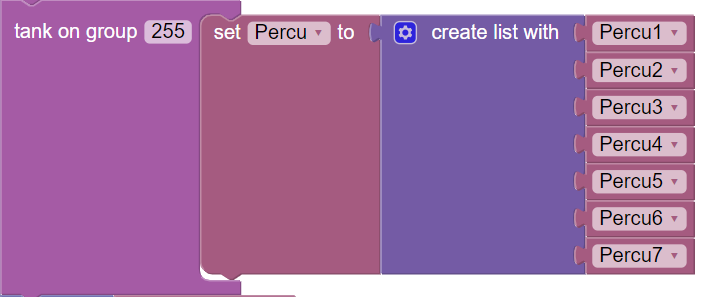 tank on group 255 set Percu to create list with Percu1
Percu2
Percu3
Percu4
Percu5
Percu6
Percu7